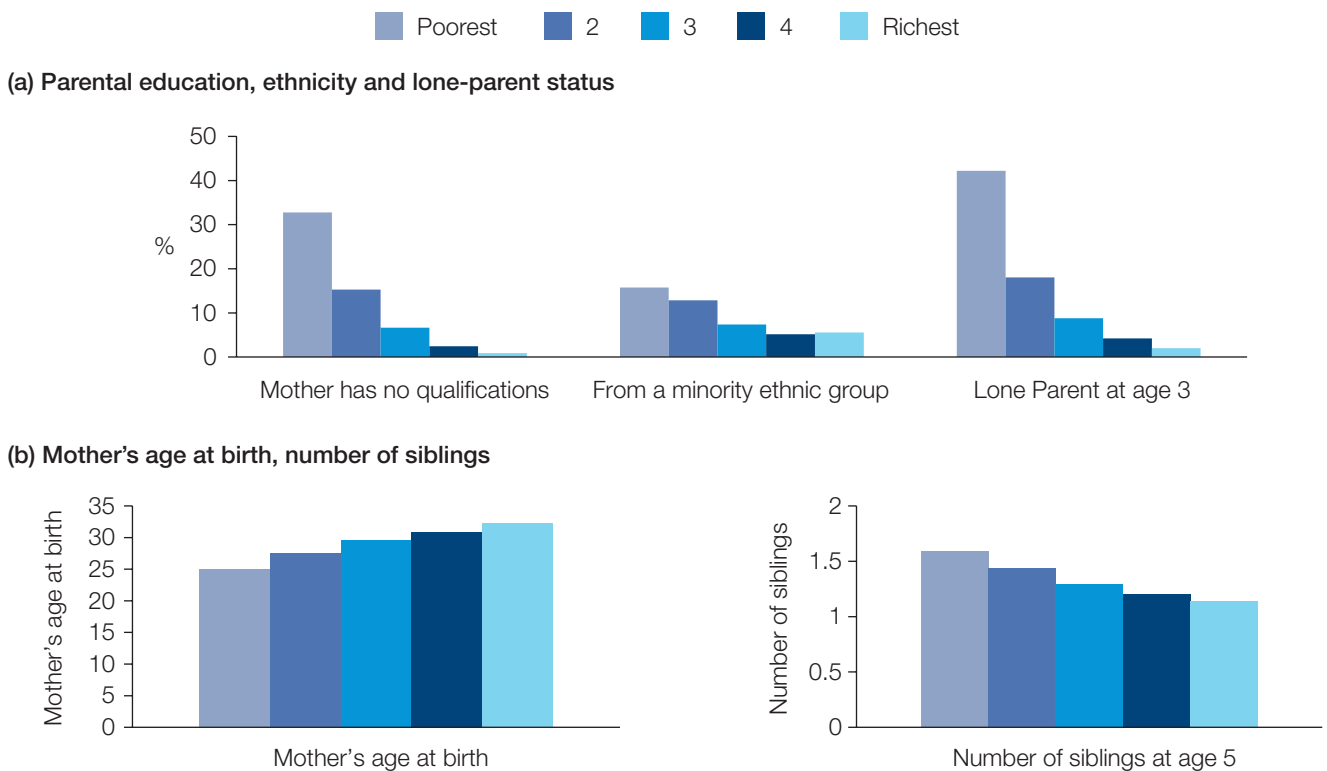 Poorest 2 3 4 Richest
(a) Parental education, ethnicity and lone-parent status
50
40
30
%
20
10
0
Mother has no qualifications From a minority ethnic group Lone Parent at age 3
(b) Mother’s age at birth, number of siblings
Mother’s age at birth
35
30
25
20
15
10
5
0
Mother’s age at birth
Number of siblings
2
1.5
1
0.5
0
Number of siblings at age 5